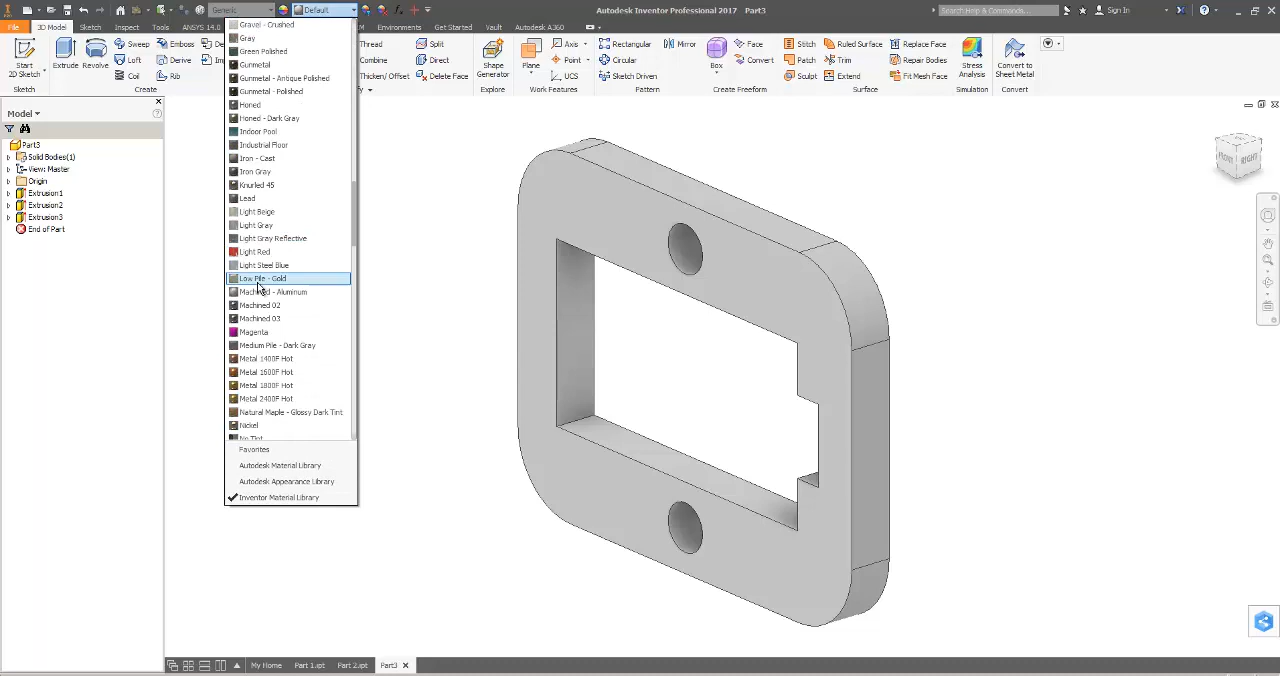 Generic
Default
Autodesk Inventor Professional 2017 Part3
Search Help & Commands...
Sign In
File
3D Model
Sketch
Inspect
Tools
ANSYS 14.0
Environments
Get Started
Vault
Autodesk A360
Start
2D Sketch
Sketch
Extrude
Revolve
Sweep
Loft
Coil
Emboss
Derive
Rib
Create
Thread
Combine
Thicken/ Offset
Split
Direct
Delete Face
Shape
Generator
Explore
Plane
Axis
Point
UCS
Work Features
Rectangular
Circular
Sketch Driven
Mirror
Pattern
Box
Face
Convert
Create Freeform
Stitch
Patch
Sculpt
Ruled Surface
Trim
Extend
Replace Face
Repair Bodies
Fit Mesh Face
Surface
Stress
Analysis
Simulation
Convert to
Sheet Metal
Convert
Model
Part3
Solid Bodies(1)
View: Master
Origin
Extrusion1
Extrusion2
Extrusion3
End of Part
Gravel - Crushed
Gray
Green Polished
Gunmetal
Gunmetal - Antique Polished
Gunmetal - Polished
Honed
Honed - Dark Gray
Indoor Pool
Industrial Floor
Iron - Cast
Iron Gray
Knurled 45
Lead
Light Beige
Light Gray
Light Gray Reflective
Light Red
Light Steel Blue
Low Pile - Gold
Machined - Aluminum
Machined 02
Machined 03
Magenta
Medium Pile - Dark Gray
Metal 1400F Hot
Metal 1600F Hot
Metal 1800F Hot
Metal 2400F Hot
Natural Maple - Glossy Dark Tint
Nickel
No Tint
Favorites
Autodesk Material Library
Autodesk Appearance Library
Inventor Material Library
FRONT
RIGHT
My Home
Part 1.ipt
Part 2.ipt
Part3